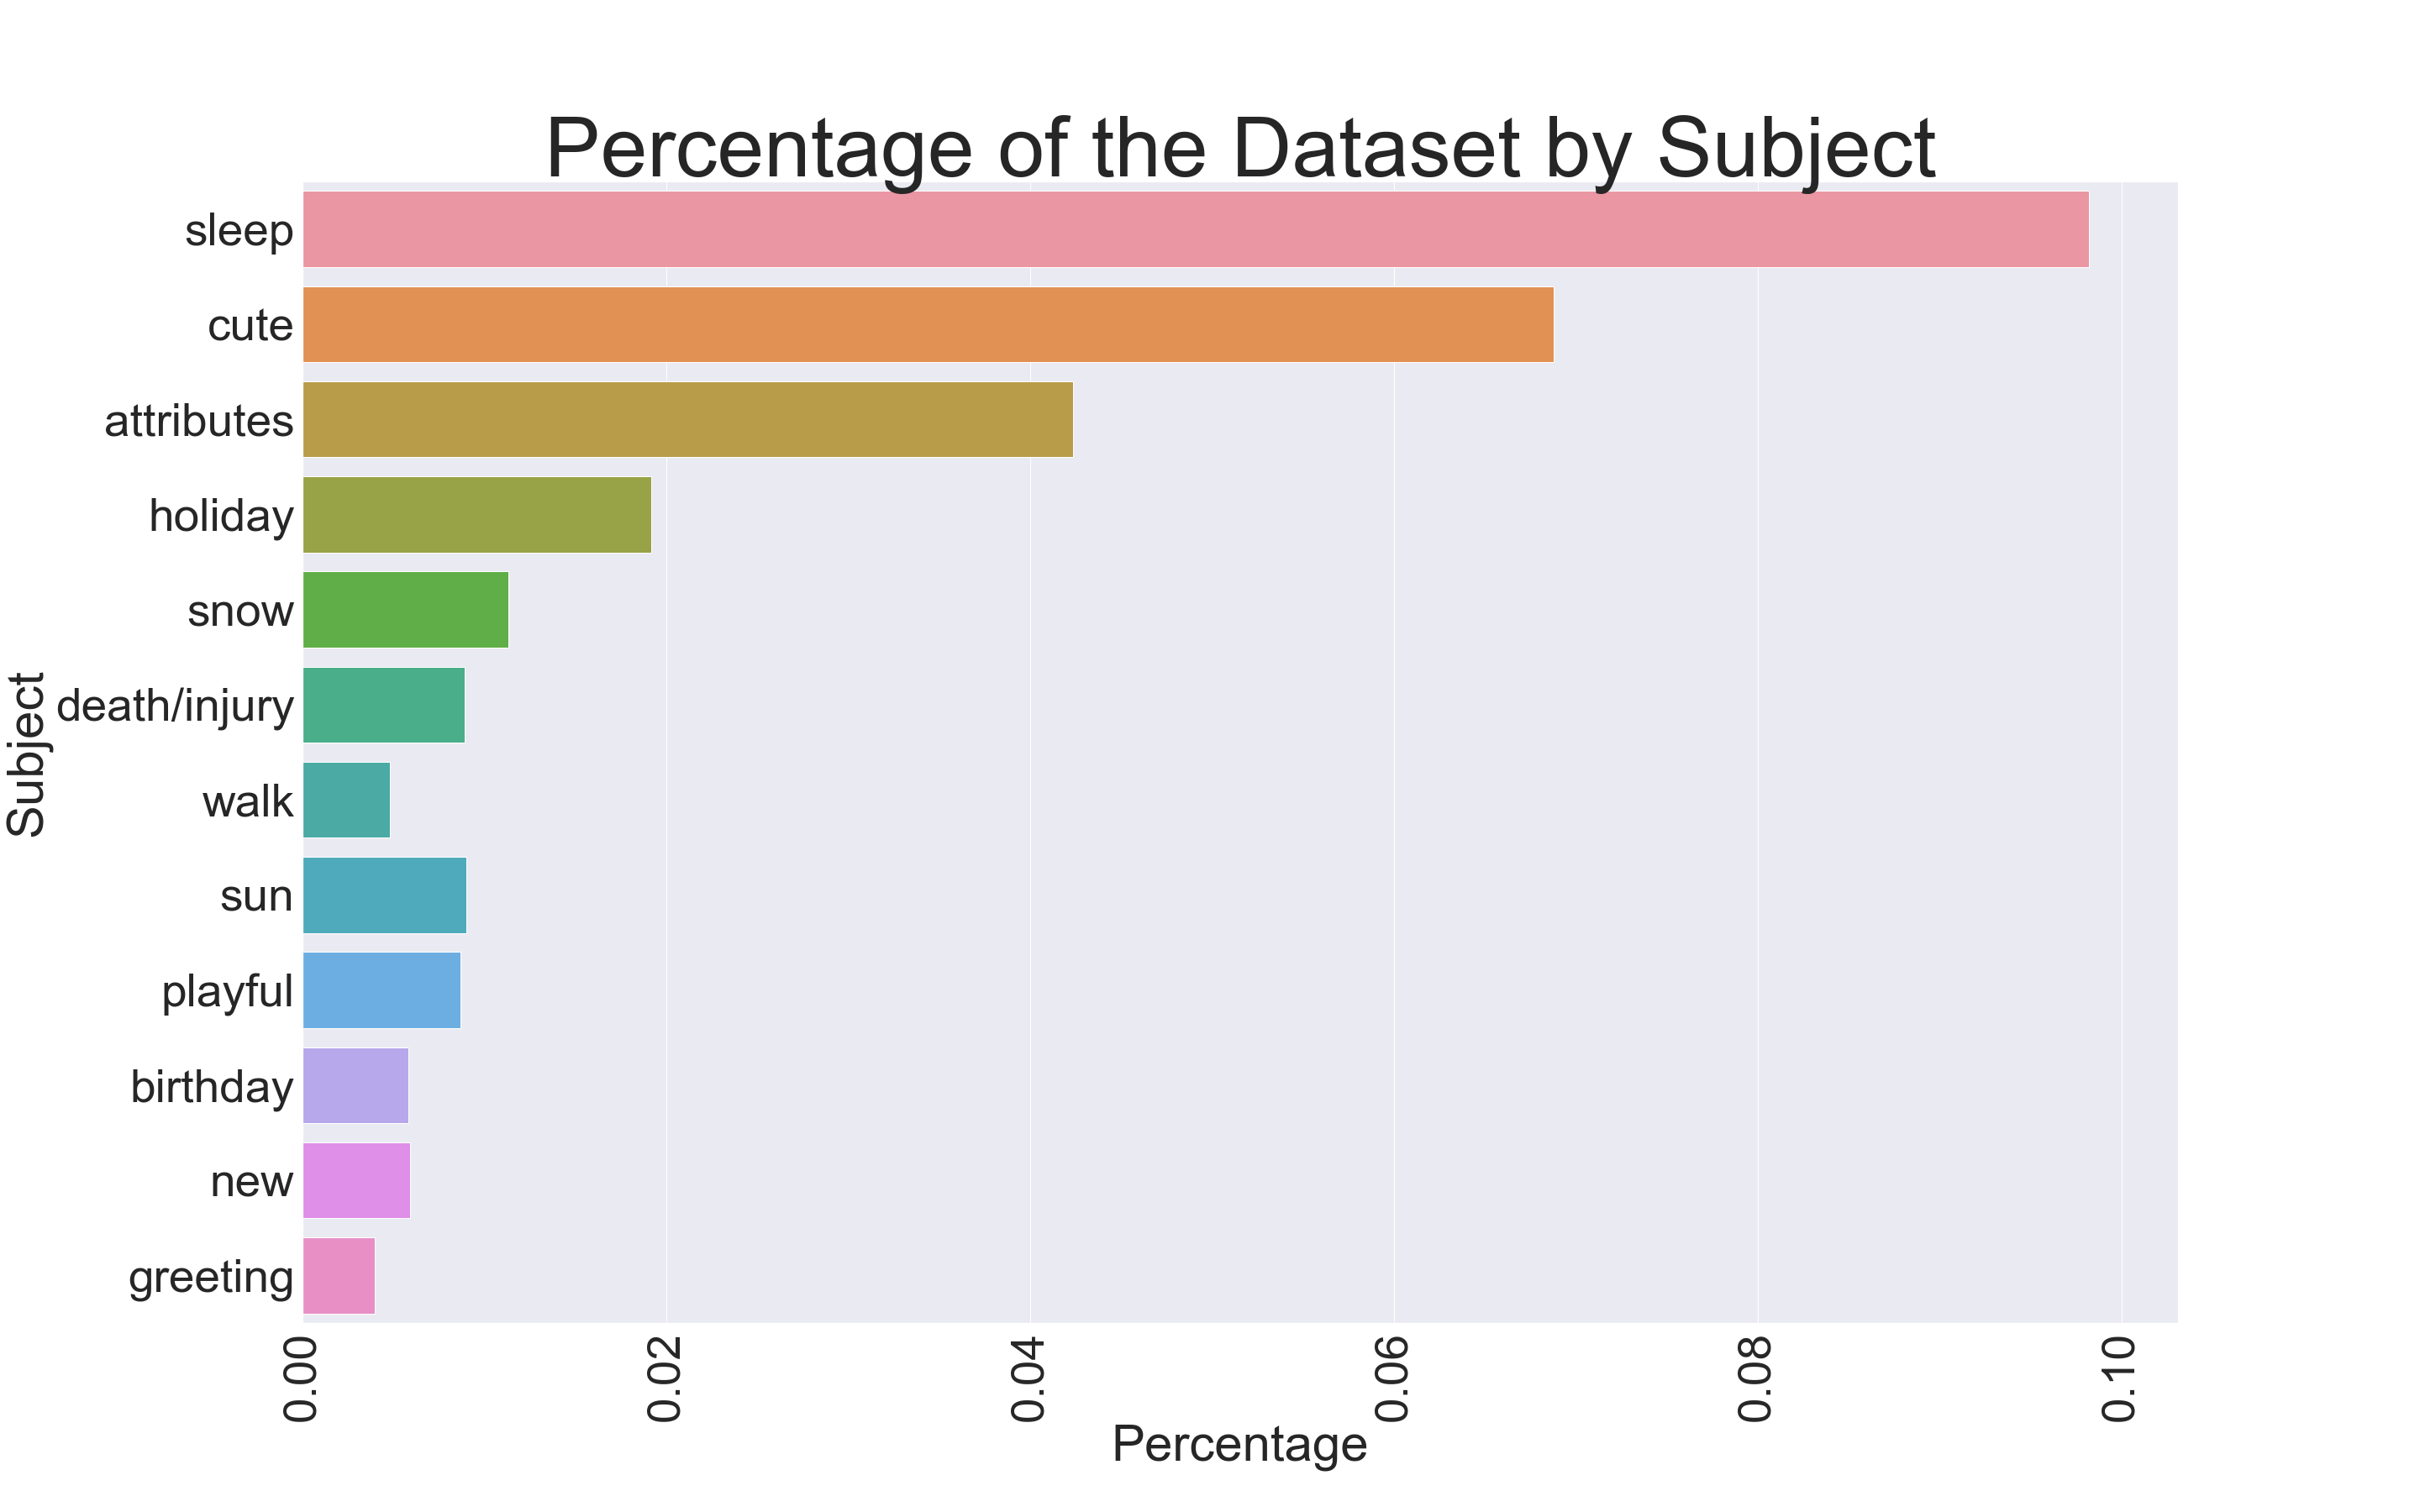 Percentage of the Dataset by Subject
sleep
cute
attributes
holiday
snow
death/injury
walk
sun
playful
birthday
new
greeting
Subject
0.00
0.02
0.04
0.06
0.08
0.10
Percentage